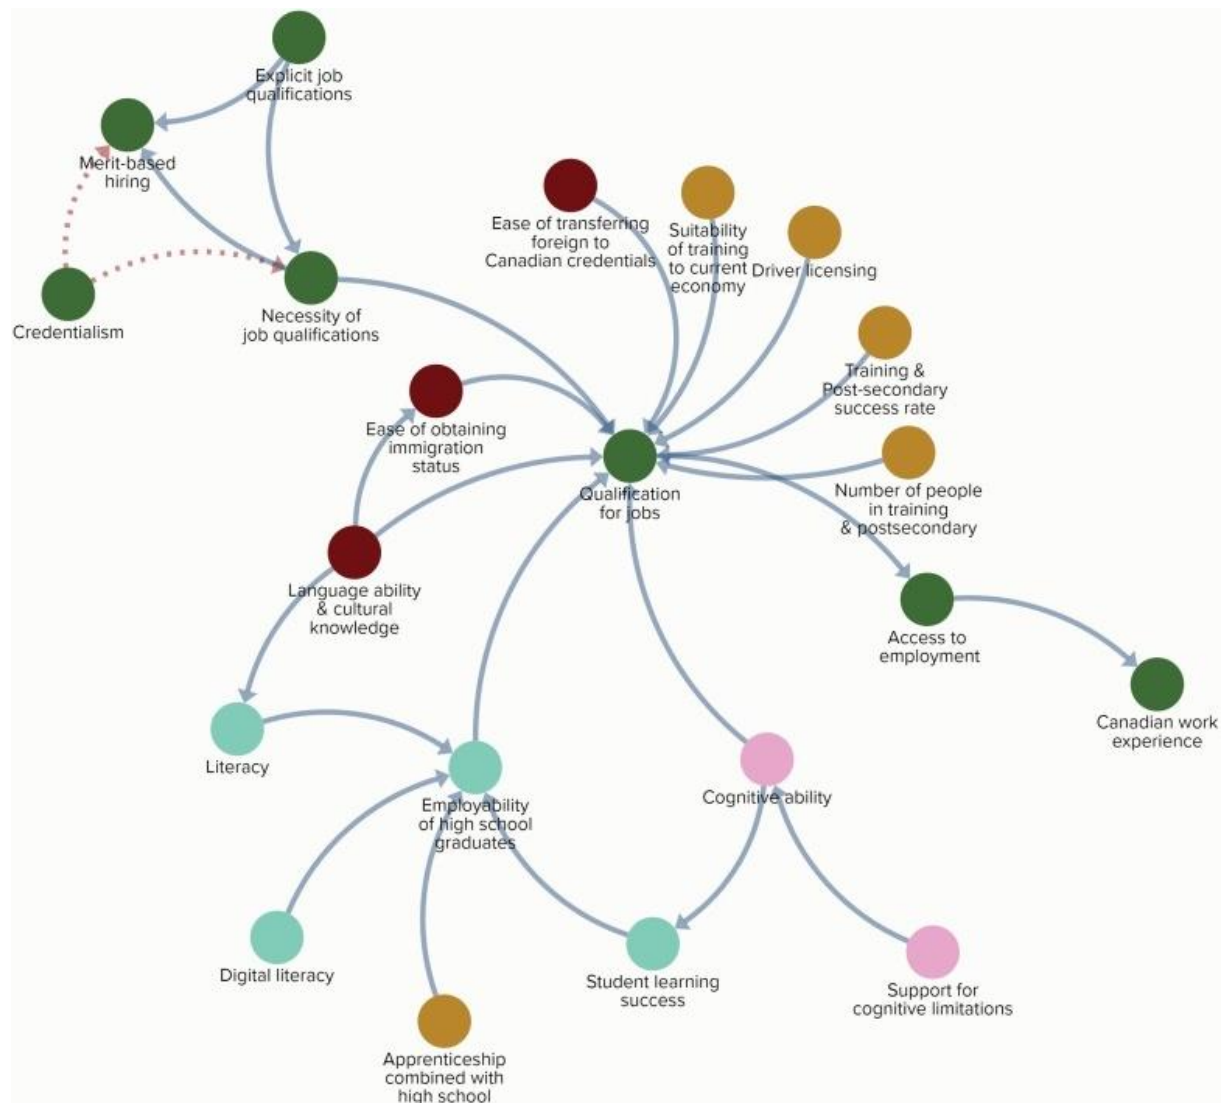 Explicit job
qualifications
Merit-based
hiring
Credentialism
Necessity of
job qualifications
Ease of transferring
foreign to
Canadian credentials
Suitability
of training
to current
economy
Driver licensing
Training &
Post-secondary
success rate
Ease of obtaining
immigration
status
Qualification
for jobs
Number of people
in training
& postsecondary
Language ability
& cultural
knowledge
Access to
employment
Canadian work
experience
Literacy
Employability
of high school
graduates
Cognitive ability
Digital literacy
Student learning
success
Support for
cognitive limitations
Apprenticeship
combined with
high school